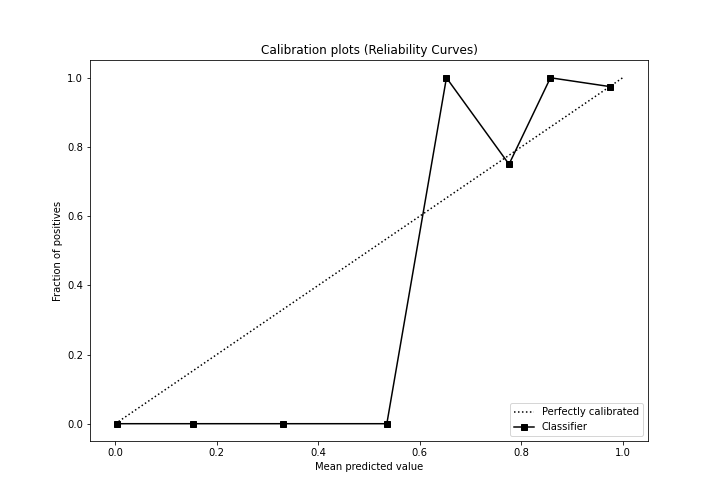 Calibration plots (Reliability Curves)
1.0
0.8
0.6
0.4
0.2
0.0
Fraction of positives
0.0 0.2 0.4 0.6 0.8 1.0
Mean predicted value
Perfectly calibrated
Classifier